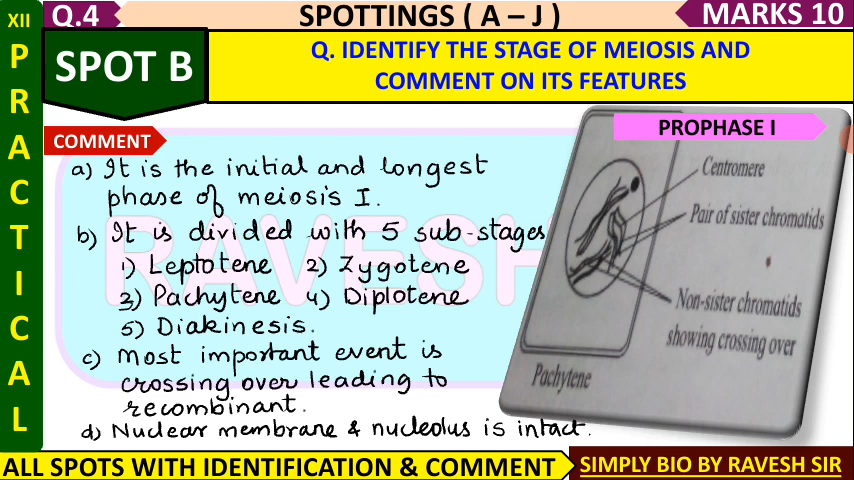 XII
PRACTICAL
Q.4
SPOTTINGS ( A – J )
MARKS 10
SPOT B
Q. IDENTIFY THE STAGE OF MEIOSIS AND
COMMENT ON ITS FEATURES
COMMENT
PROPHASE I
a) It is the initial and longest
phase of meiosis I.
b) It is divided with 5 sub-stages
1) Leptotene 2) Zygotene
3) Pachytene 4) Diplotene
5) Diakinesis.
c) most important event is
crossing over leading to
recombinant.
d) Nuclear membrane & nucleolus is intact.
RAVESH
Centromere
Pair of sister chromatids
Non-sister chromatids
showing crossing over
Pachytene
ALL SPOTS WITH IDENTIFICATION & COMMENT
SIMPLY BIO BY RAVESH SIR